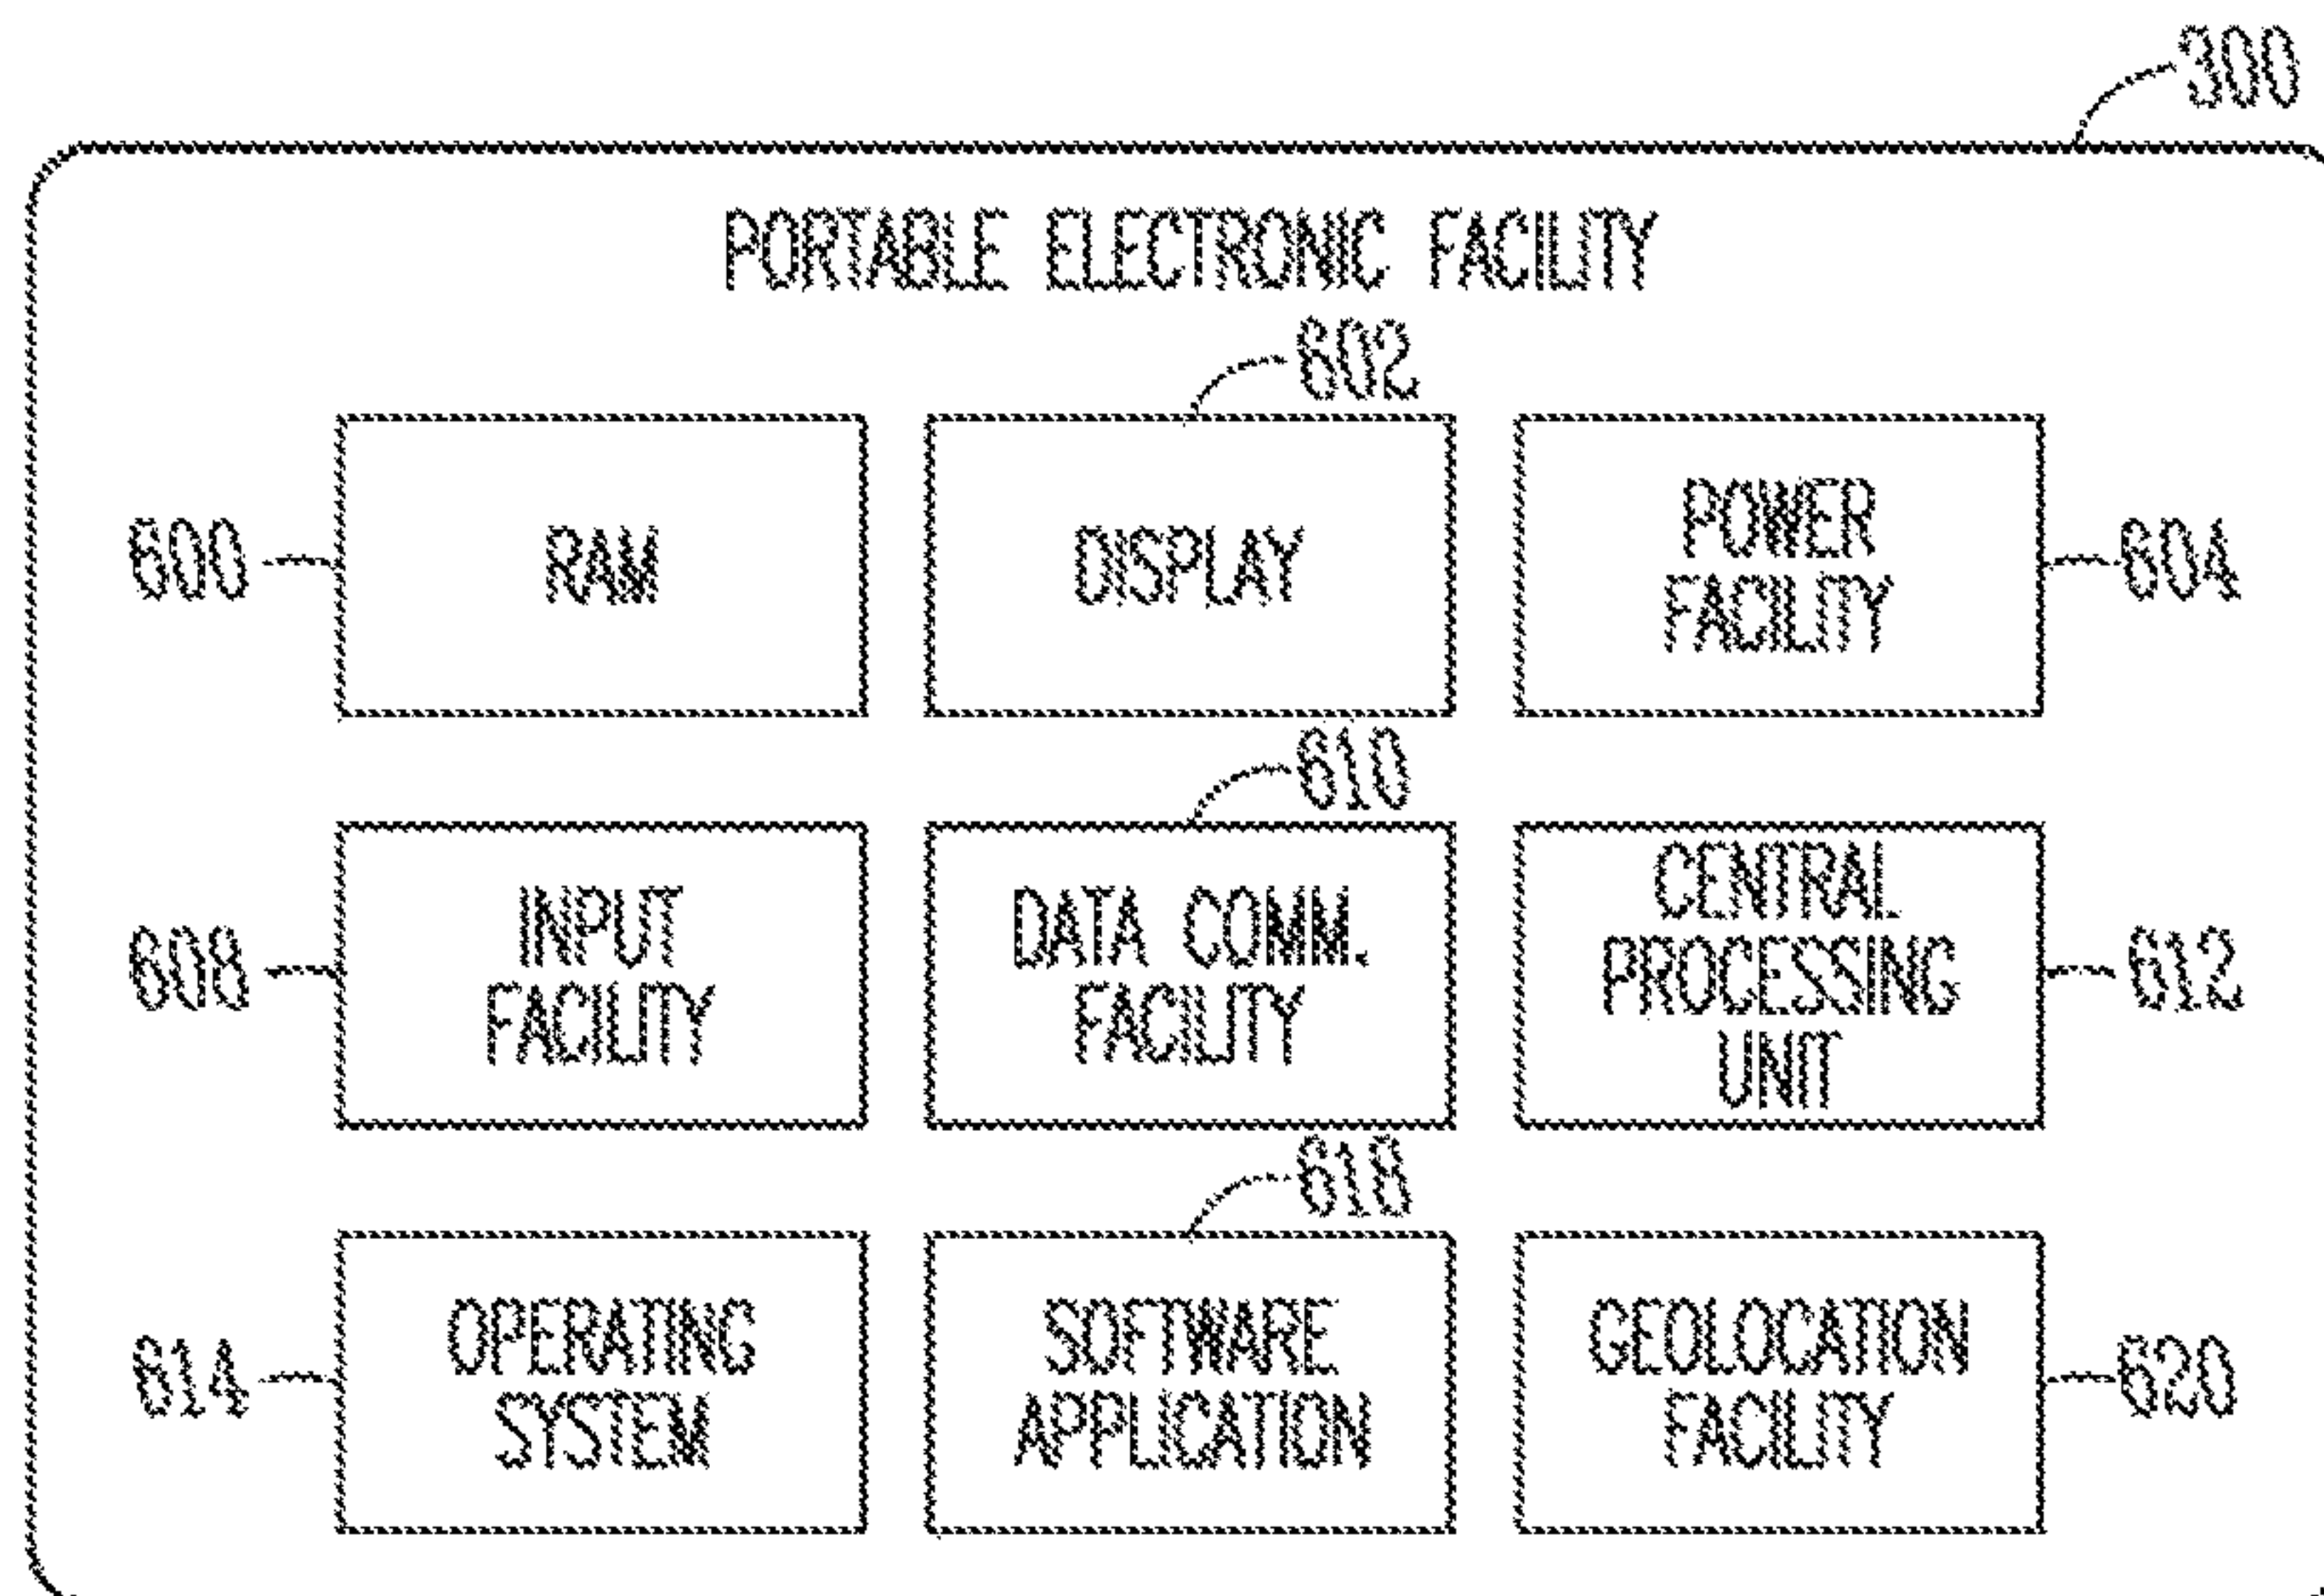 300
PORTABLE ELECTRONIC FACILITY
602
600
RAM
DISPLAY
POWER
FACILITY
604
610
608
INPUT
FACILITY
DATA COMM.
FACILITY
CENTRAL
PROCESSING
UNIT
612
618
614
OPERATING
SYSTEM
SOFTWARE
APPLICATION
GEOLOCATION
FACILITY
620